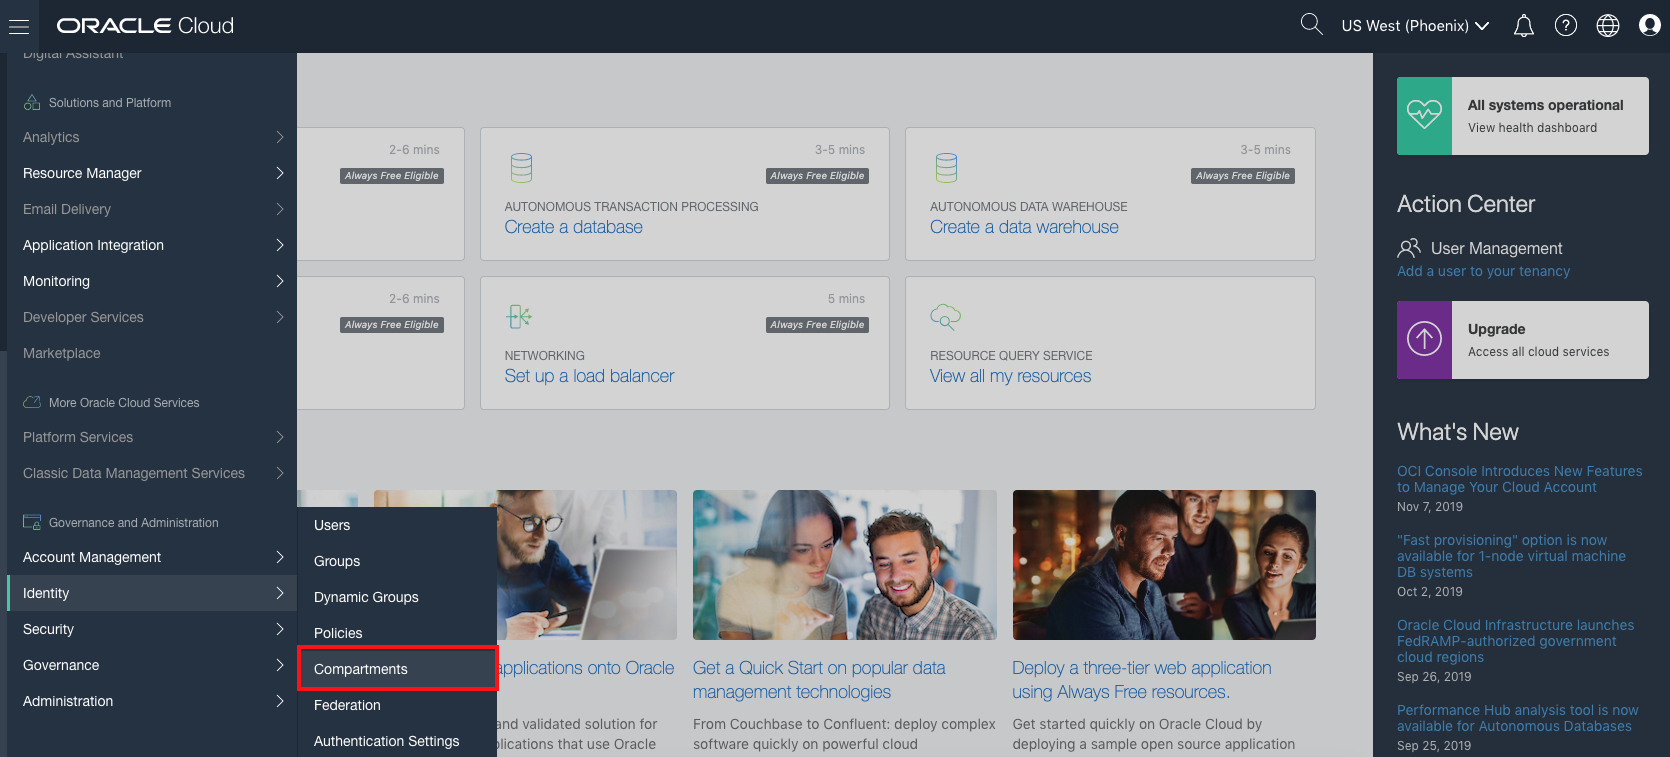 ORACLE Cloud
US West (Phoenix)
Digital Assistant
Solutions and Platform
Analytics
Resource Manager
Email Delivery
Application Integration
Monitoring
Developer Services
Marketplace
More Oracle Cloud Services
Platform Services
Classic Data Management Services
Governance and Administration
Account Management
Identity
Security
Governance
Administration
Users
Groups
Dynamic Groups
Policies
Compartments
Federation
Authentication Settings
2-6 mins
Always Free Eligible
3-5 mins
Always Free Eligible
AUTONOMOUS TRANSACTION PROCESSING
Create a database
3-5 mins
Always Free Eligible
AUTONOMOUS DATA WAREHOUSE
Create a data warehouse
2-6 mins
Always Free Eligible
5 mins
Always Free Eligible
NETWORKING
Set up a load balancer
RESOURCE QUERY SERVICE
View all my resources
applications onto Oracle
and validated solution for
that use Oracle
Get a Quick Start on popular data
management technologies
From Couchbase to Confluent: deploy complex
software quickly on powerful cloud
Deploy a three-tier web application
using Always Free resources.
Get started quickly on Oracle Cloud by
deploying a sample open source application
All systems operational
View health dashboard
Action Center
User Management
Add a user to your tenancy
Upgrade
Access all cloud services
What's New
OCI Console Introduces New Features
to Manage Your Cloud Account
Nov 7, 2019
"Fast provisioning" option is now
available for 1-node virtual machine
DB systems
Oct 2, 2019
Oracle Cloud Infrastructure launches
FedRAMP-authorized government
cloud regions
Sep 26, 2019
Performance Hub analysis tool is now
available for Autonomous Databases
Sep 25, 2019